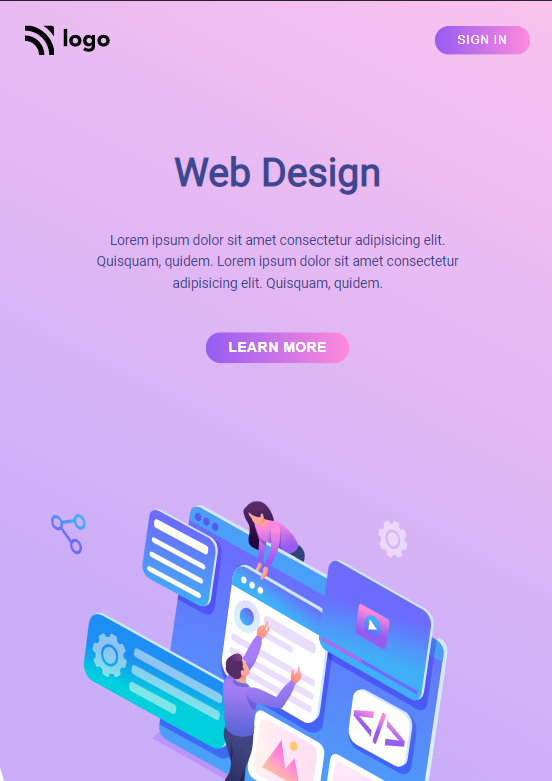 logo
SIGN IN
Web Design
Lorem ipsum dolor sit amet consectetur adipisicing elit.
Quisquam, quidem. Lorem ipsum dolor sit amet consectetur
adipisicing elit. Quisquam, quidem.
LEARN MORE
</>